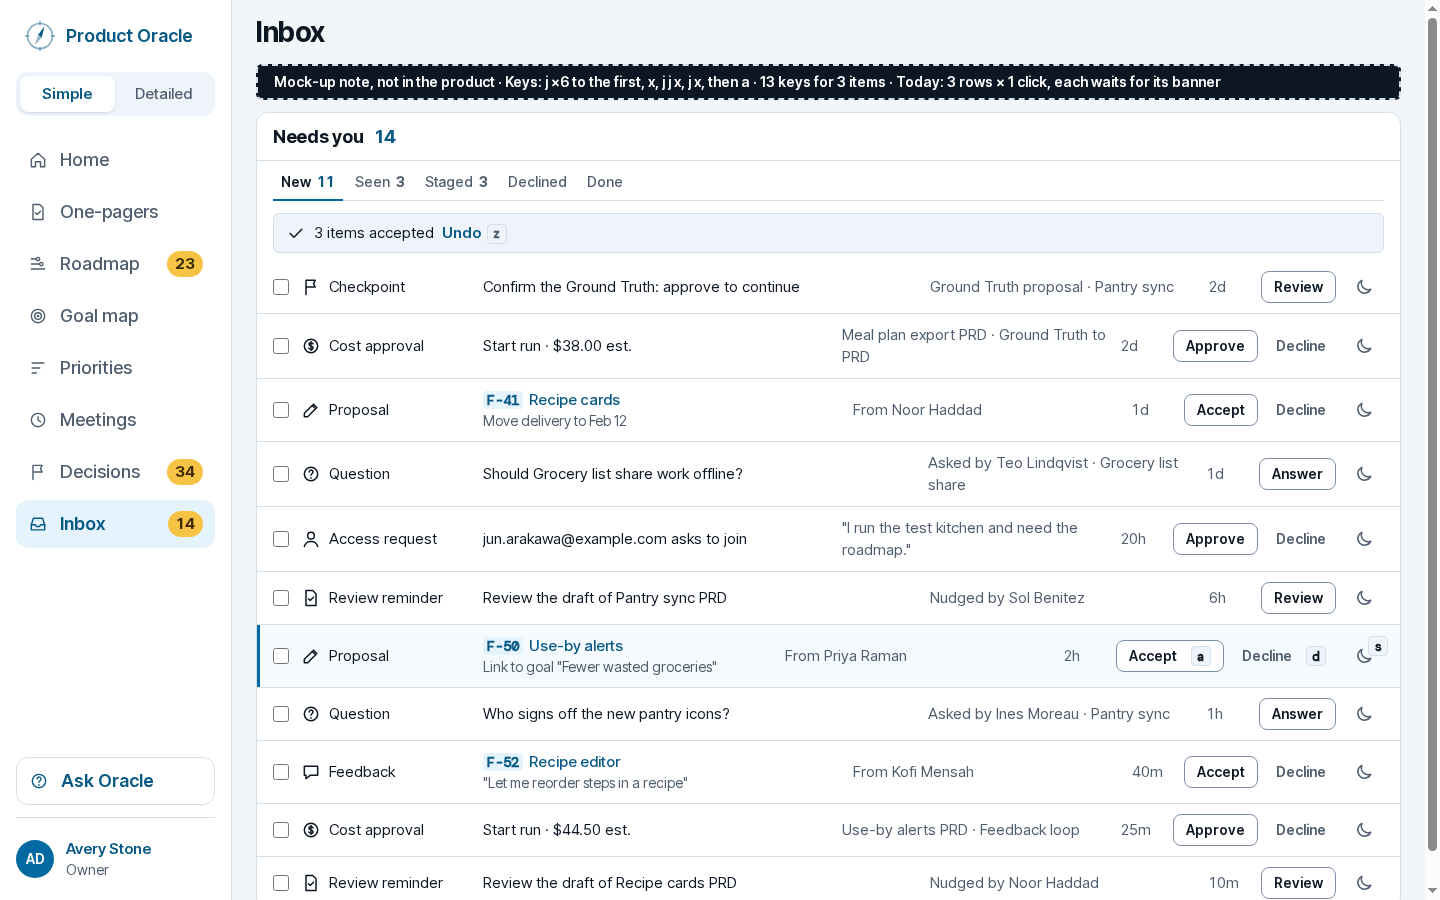 Product Oracle
Simple Detailed
Home
One-pagers
Roadmap 23
Goal map
Priorities
Meetings
Decisions 34
Inbox 14
Ask Oracle
AD Avery Stone
Owner
Inbox
Mock-up note, not in the product · Keys: j ×6 to the first, x, j j x, j x, then a · 13 keys for 3 items · Today: 3 rows × 1 click, each waits for its banner
Needs you 14
New 11 Seen 3 Staged 3 Declined Done
3 items accepted Undo z
Checkpoint Confirm the Ground Truth: approve to continue Ground Truth proposal · Pantry sync 2d Review
Cost approval Start run · $38.00 est. Meal plan export PRD · Ground Truth to PRD 2d Approve Decline
Proposal F-41 Recipe cards From Noor Haddad 1d Accept Decline
Move delivery to Feb 12
Question Should Grocery list share work offline? Asked by Teo Lindqvist · Grocery list share 1d Answer
Access request jun.arakawa@example.com asks to join "I run the test kitchen and need the roadmap." 20h Approve Decline
Review reminder Review the draft of Pantry sync PRD Nudged by Sol Benitez 6h Review
Proposal F-50 Use-by alerts From Priya Raman 2h Accept a Decline d s
Link to goal "Fewer wasted groceries"
Question Who signs off the new pantry icons? Asked by Ines Moreau · Pantry sync 1h Answer
Feedback F-52 Recipe editor From Kofi Mensah 40m Accept Decline
"Let me reorder steps in a recipe"
Cost approval Start run · $44.50 est. Use-by alerts PRD · Feedback loop 25m Approve Decline
Review reminder Review the draft of Recipe cards PRD Nudged by Noor Haddad 10m Review